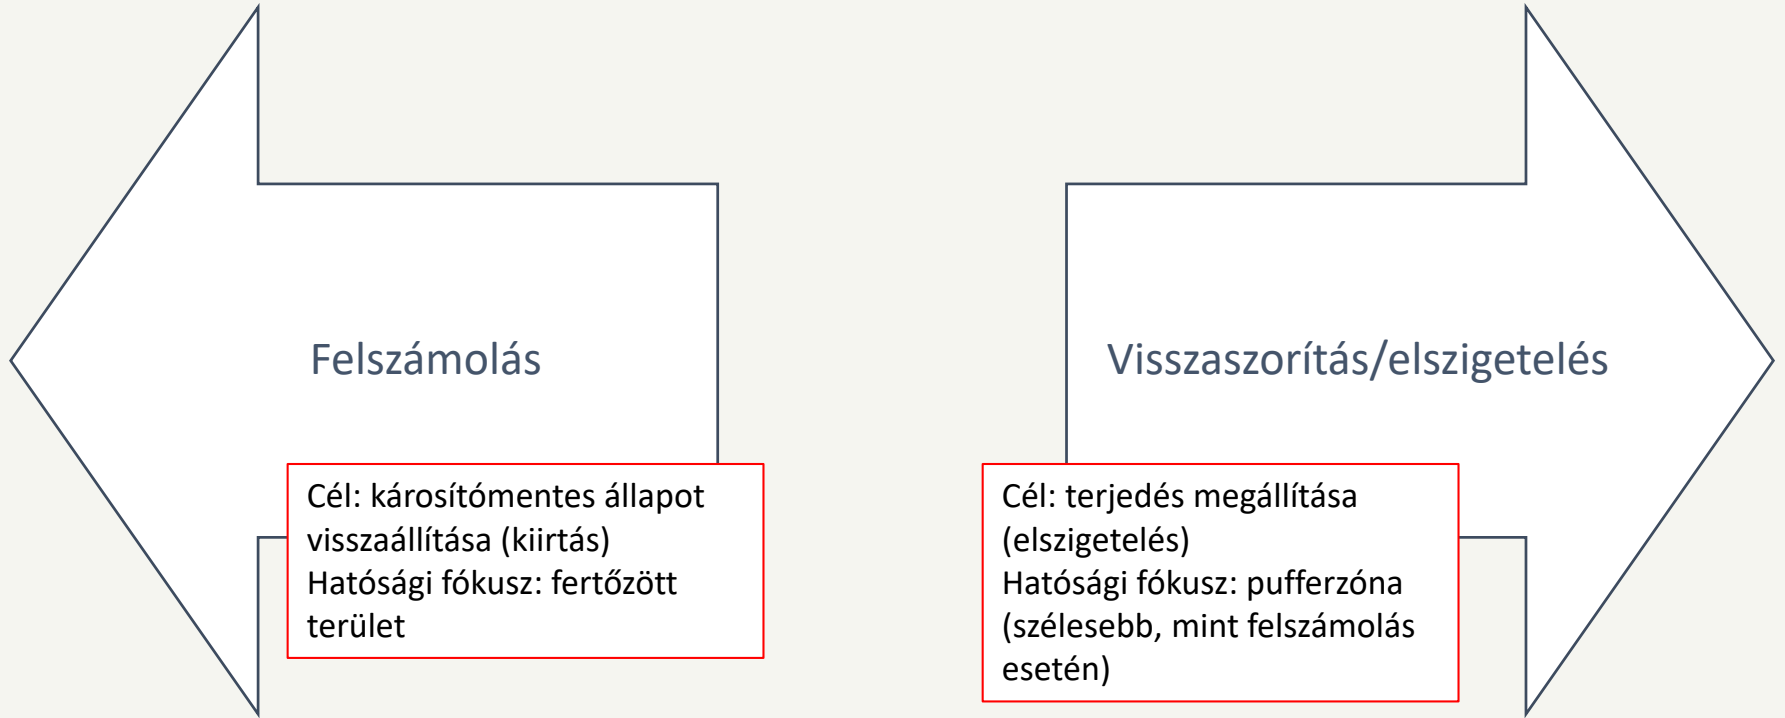 Felszámolás
Cél: károsítómentes állapot
visszaállítása (kiirtás)
Hatósági fókusz: fertőzött
terület
Visszaszorítás/elszigetelés
Cél: terjedés megállítása
(elszigetelés)
Hatósági fókusz: pufferzóna
(szélesebb, mint felszámolás
esetén)